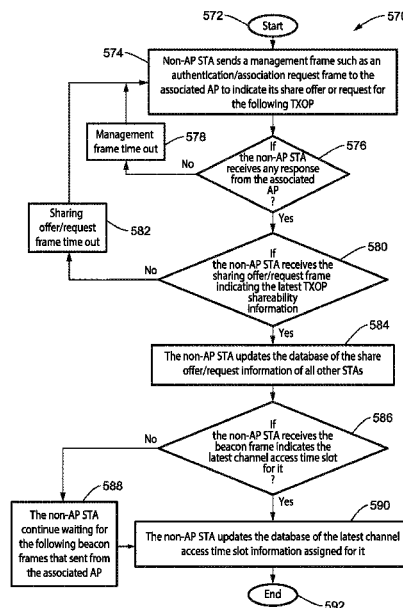 572
Start
570
574
Non-AP STA sends a management frame such as an
authentication/association request frame to the
associated AP to indicate its share offer or request for
the following TXOP
Management
frame time out
578
If
the non-AP STA
receives any response
from the associated
AP
?
576
No
Yes
Sharing
offer/request
frame time out
582
If
the non-AP STA receives the
sharing offer/request frame
indicating the latest TXOP
shareability
information
580
No
Yes
584
The non-AP STA updates the database of the share
offer/request information of all other STAs
If
the non-AP STA receives the
beacon frame indicates the
latest channel
access time slot
for it
?
586
No
Yes
588
The non-AP STA
continue waiting for
the following beacon
frames that sent from
the associated AP
590
The non-AP STA updates the database of the latest channel
access time slot information assigned for it
End
592